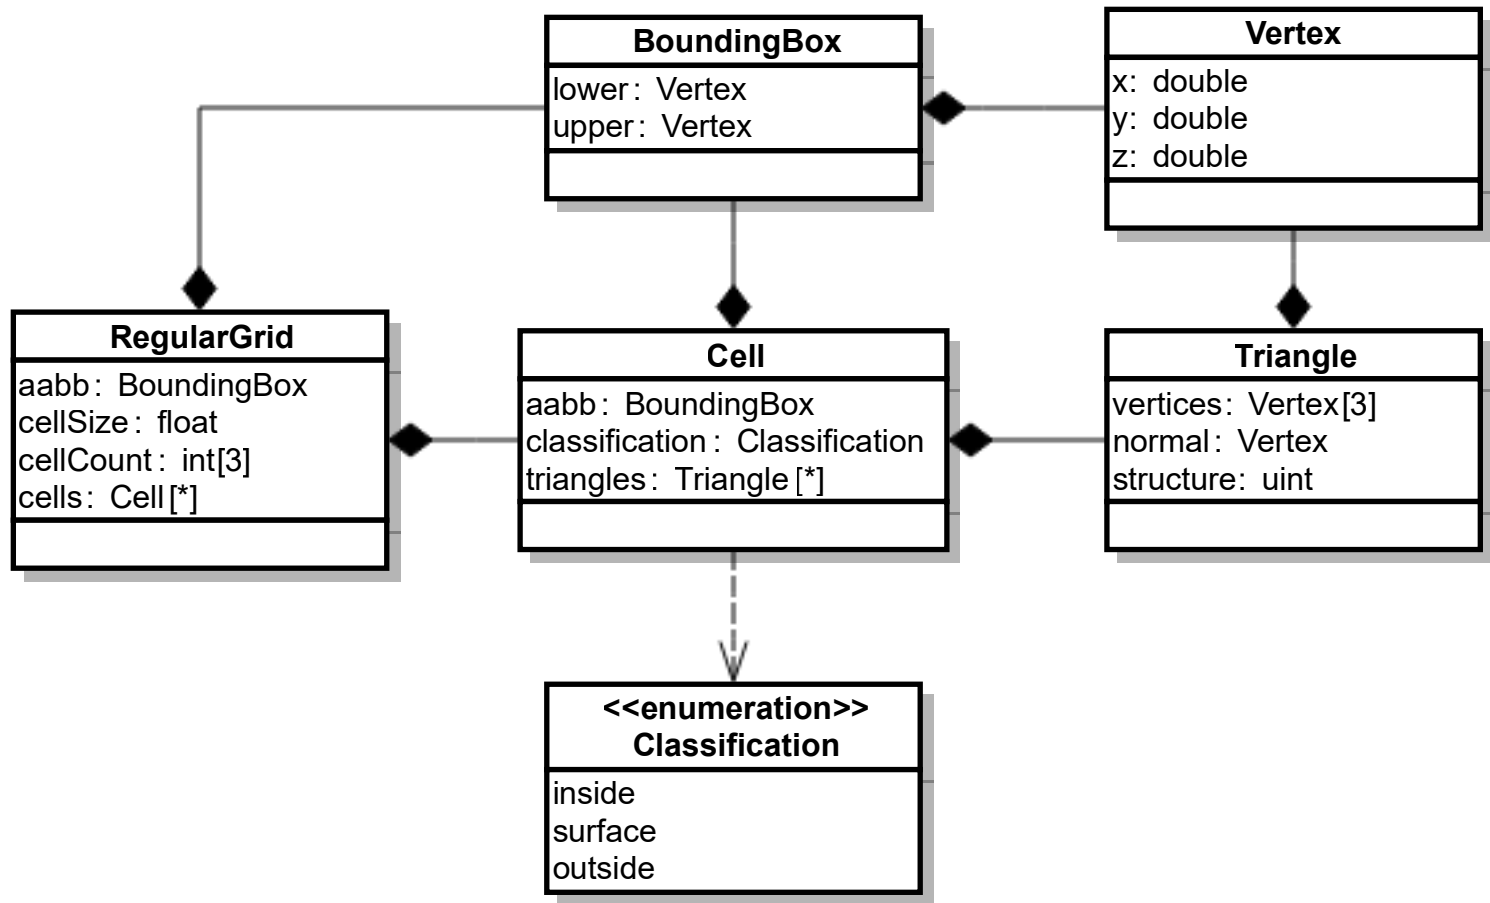 BoundingBox
lower: Vertex
upper: Vertex
Vertex
x: double
y: double
z: double
RegularGrid
aabb: BoundingBox
cellSize: float
cellCount: int[3]
cells: Cell[*]
Cell
aabb: BoundingBox
classification: Classification
triangles: Triangle[*]
Triangle
vertices: Vertex[3]
normal: Vertex
structure: uint
<<enumeration>>
Classification
inside
surface
outside